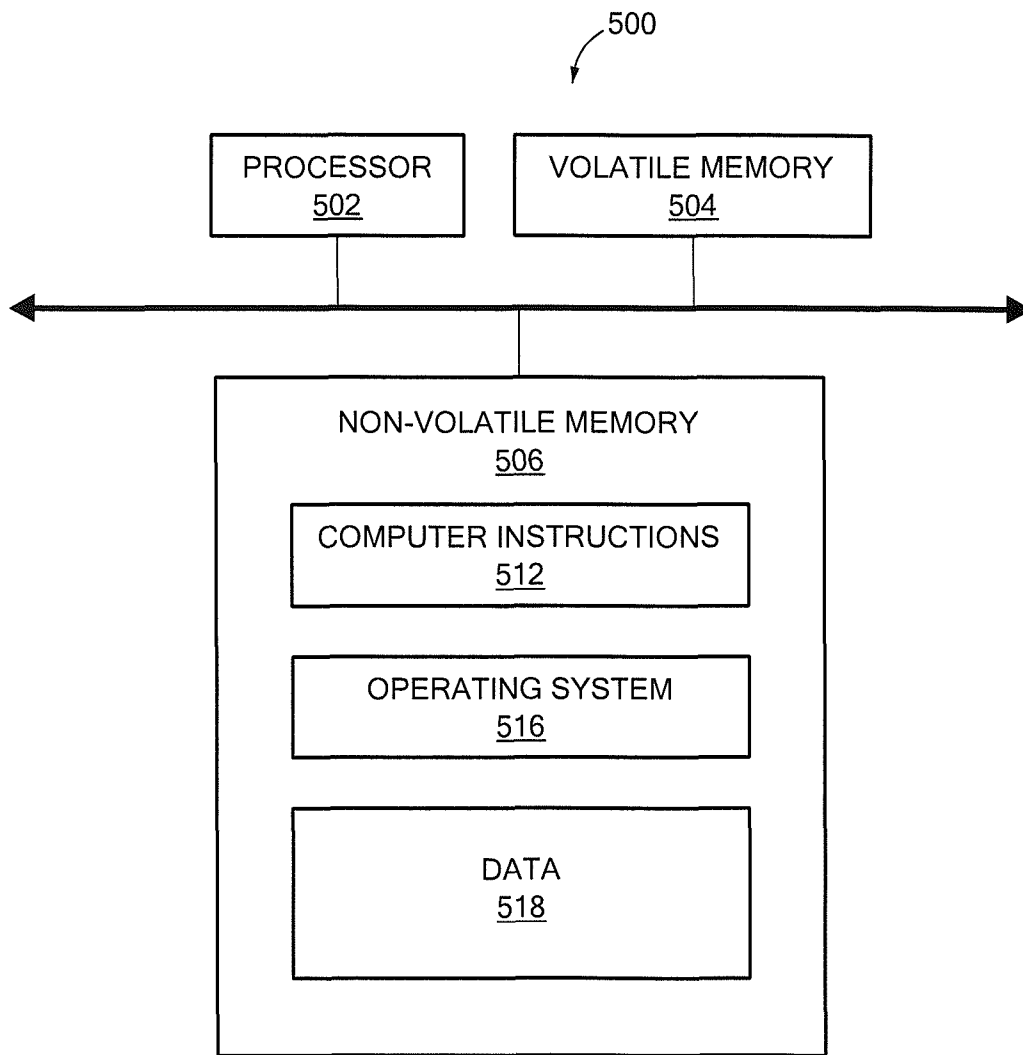 500
PROCESSOR
502
VOLATILE MEMORY
504
NON-VOLATILE MEMORY
506
COMPUTER INSTRUCTIONS
512
OPERATING SYSTEM
516
DATA
518